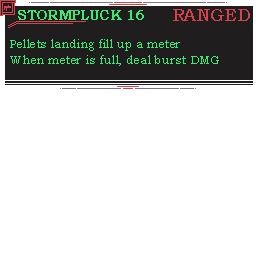 STORMPLUCK 16 RANGED
Pellets landing fill up a meter
When meter is full, deal burst DMG